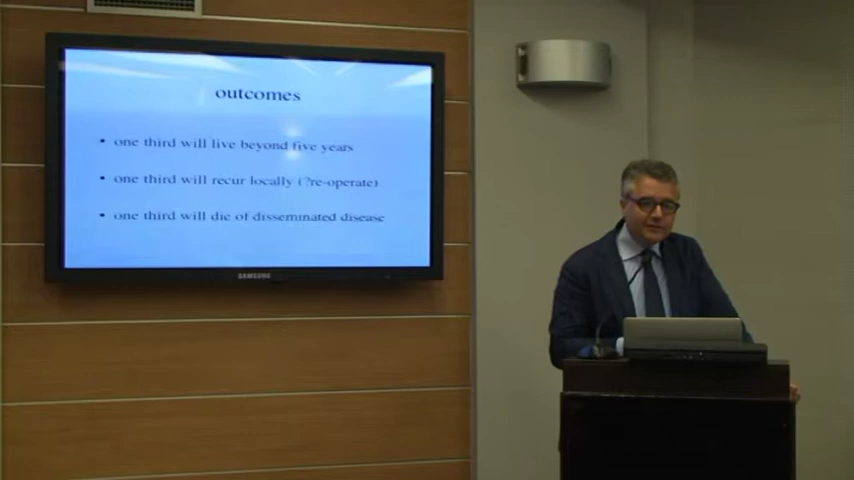 outcomes
• one third will live beyond five years
• one third will recur locally (?re-operate)
• one third will die of disseminated disease
SAMSUNG